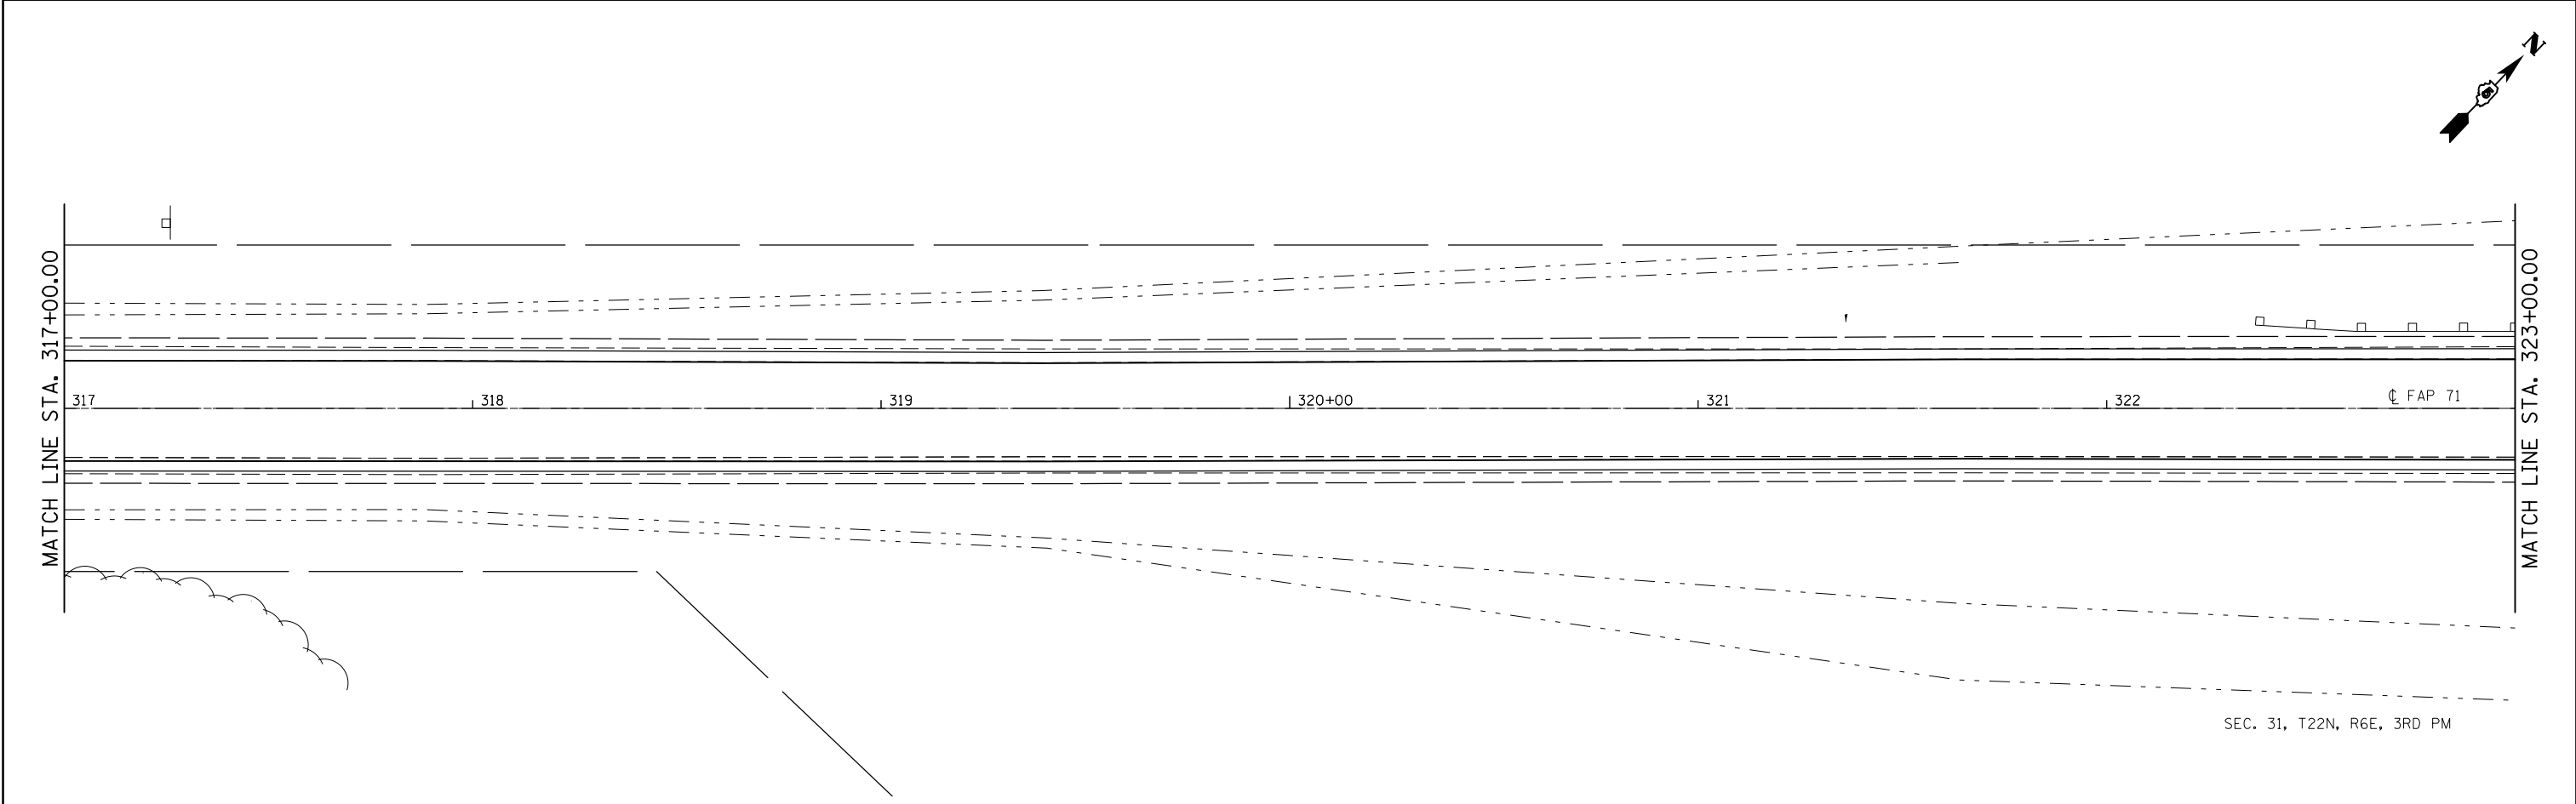 N
MATCH LINE STA. 317+00.00
317
318
319
320+00
321
322
℄ FAP 71
MATCH LINE STA. 323+00.00
SEC. 31, T22N, R6E, 3RD PM